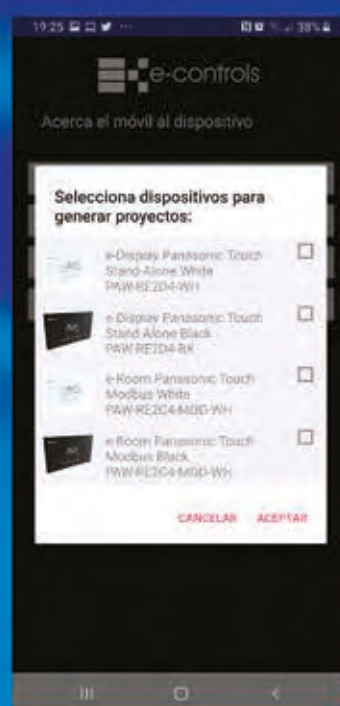 19:25
38%
e-controls
Acerca el móvil al dispositivo
Selecciona dispositivos para
generar proyectos:
e-Display Panasonic Touch
Stand-Alone White
PAW-RE2D4-WH
e-Display Panasonic Touch
Stand-Alone Black
PAW-RE2D4-BK
e-Room Panasonic Touch
Modbus White
PAW-RE2C4-MOD-WH
e-Room Panasonic Touch
Modbus Black
PAW-RE2C4-MOD-WH
CANCELAR ACEPTAR